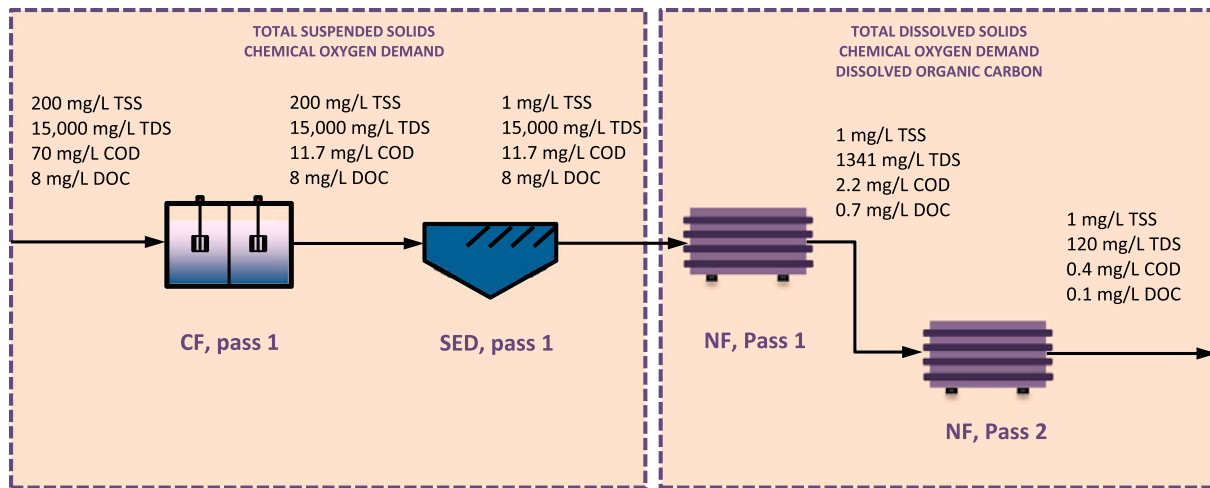 TOTAL SUSPENDED SOLIDS
CHEMICAL OXYGEN DEMAND
200 mg/L TSS
15,000 mg/L TDS
70 mg/L COD
8 mg/L DOC
200 mg/L TSS
15,000 mg/L TDS
11.7 mg/L COD
8 mg/L DOC
1 mg/L TSS
15,000 mg/L TDS
11.7 mg/L COD
8 mg/L DOC
CF, pass 1
SED, pass 1
TOTAL DISSOLVED SOLIDS
CHEMICAL OXYGEN DEMAND
DISSOLVED ORGANIC CARBON
1 mg/L TSS
1341 mg/L TDS
2.2 mg/L COD
0.7 mg/L DOC
1 mg/L TSS
120 mg/L TDS
0.4 mg/L COD
0.1 mg/L DOC
NF, Pass 1
NF, Pass 2